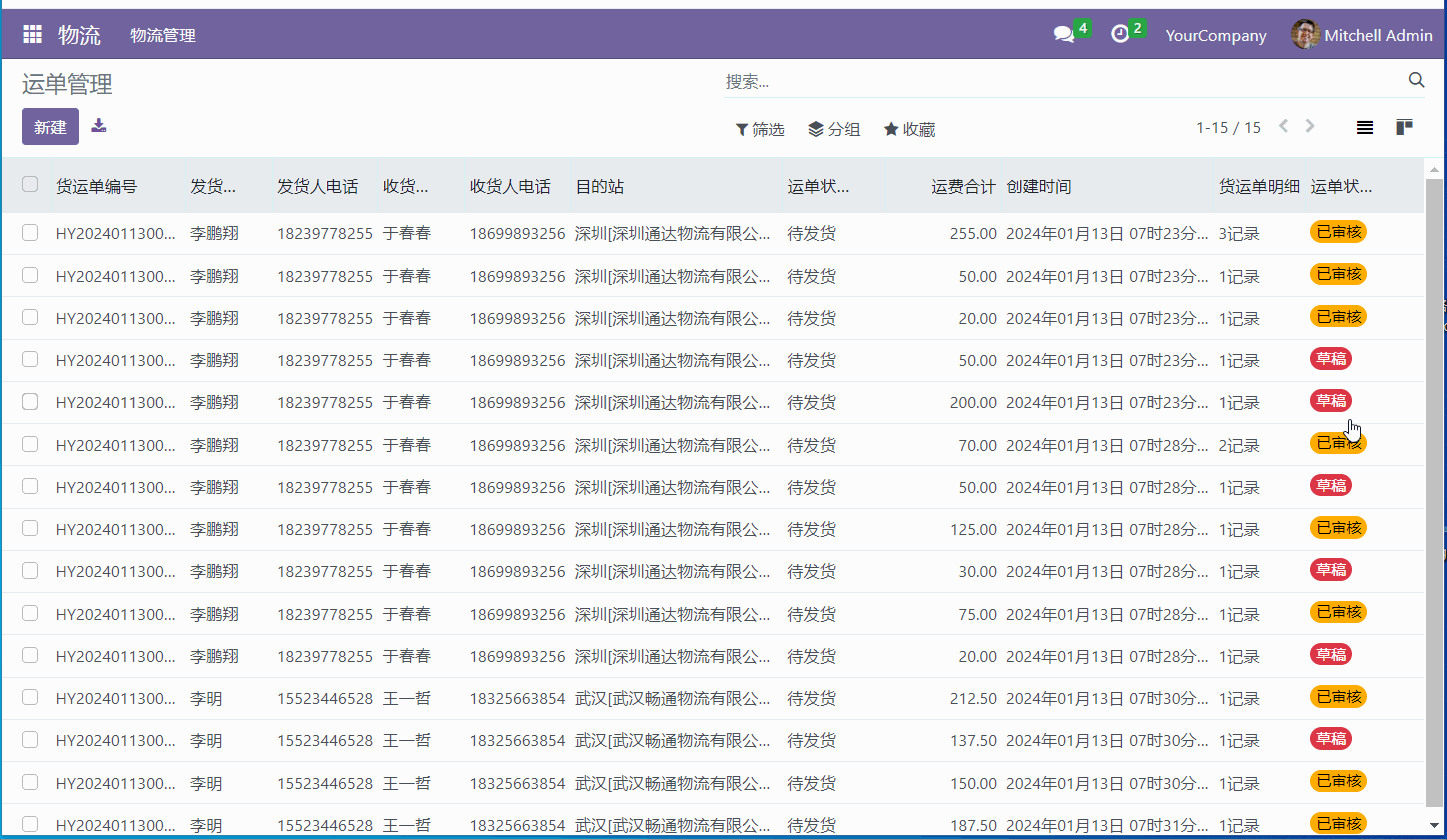 物流 物流管理 4 2 YourCompany Mitchell Admin
运单管理 搜索...
新建
筛选 分组 收藏 1-15 / 15
货运单编号 发货... 发货人电话 收货... 收货人电话 目的站 运单状... 运费合计 创建时间 货运单明细 运单状...
HY2024011300... 李鹏翔 18239778255 于春春 18699893256 深圳[深圳通达物流有限公... 待发货 255.00 2024年01月13日 07时23分... 3记录 已审核
HY2024011300... 李鹏翔 18239778255 于春春 18699893256 深圳[深圳通达物流有限公... 待发货 50.00 2024年01月13日 07时23分... 1记录 已审核
HY2024011300... 李鹏翔 18239778255 于春春 18699893256 深圳[深圳通达物流有限公... 待发货 20.00 2024年01月13日 07时23分... 1记录 已审核
HY2024011300... 李鹏翔 18239778255 于春春 18699893256 深圳[深圳通达物流有限公... 待发货 50.00 2024年01月13日 07时23分... 1记录 草稿
HY2024011300... 李鹏翔 18239778255 于春春 18699893256 深圳[深圳通达物流有限公... 待发货 200.00 2024年01月13日 07时23分... 1记录 草稿
HY2024011300... 李鹏翔 18239778255 于春春 18699893256 深圳[深圳通达物流有限公... 待发货 70.00 2024年01月13日 07时28分... 2记录 已审核
HY2024011300... 李鹏翔 18239778255 于春春 18699893256 深圳[深圳通达物流有限公... 待发货 50.00 2024年01月13日 07时28分... 1记录 草稿
HY2024011300... 李鹏翔 18239778255 于春春 18699893256 深圳[深圳通达物流有限公... 待发货 125.00 2024年01月13日 07时28分... 1记录 已审核
HY2024011300... 李鹏翔 18239778255 于春春 18699893256 深圳[深圳通达物流有限公... 待发货 30.00 2024年01月13日 07时28分... 1记录 草稿
HY2024011300... 李鹏翔 18239778255 于春春 18699893256 深圳[深圳通达物流有限公... 待发货 75.00 2024年01月13日 07时28分... 1记录 已审核
HY2024011300... 李鹏翔 18239778255 于春春 18699893256 深圳[深圳通达物流有限公... 待发货 20.00 2024年01月13日 07时28分... 1记录 草稿
HY2024011300... 李明 15523446528 王一哲 18325663854 武汉[武汉畅通物流有限公... 待发货 212.50 2024年01月13日 07时30分... 1记录 已审核
HY2024011300... 李明 15523446528 王一哲 18325663854 武汉[武汉畅通物流有限公... 待发货 137.50 2024年01月13日 07时30分... 1记录 草稿
HY2024011300... 李明 15523446528 王一哲 18325663854 武汉[武汉畅通物流有限公... 待发货 150.00 2024年01月13日 07时30分... 1记录 已审核
HY2024011300... 李明 15523446528 王一哲 18325663854 武汉[武汉畅通物流有限公... 待发货 187.50 2024年01月13日 07时31分... 1记录 已审核